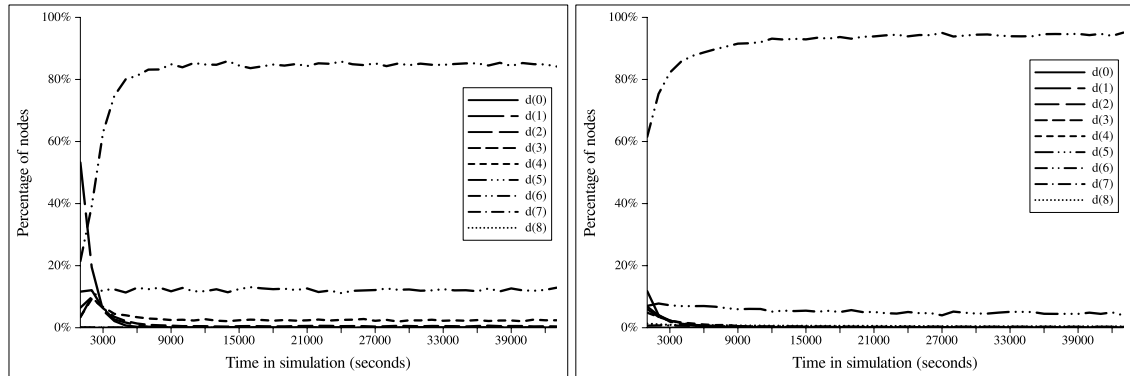 100%
80%
60%
40%
20%
0%
Percentage of nodes
3000 9000 15000 21000 27000 33000 39000
Time in simulation (seconds)
d(0)
d(1)
d(2)
d(3)
d(4)
d(5)
d(6)
d(7)
d(8)
100%
80%
60%
40%
20%
0%
Percentage of nodes
3000 9000 15000 21000 27000 33000 39000
Time in simulation (seconds)
d(0)
d(1)
d(2)
d(3)
d(4)
d(5)
d(6)
d(7)
d(8)